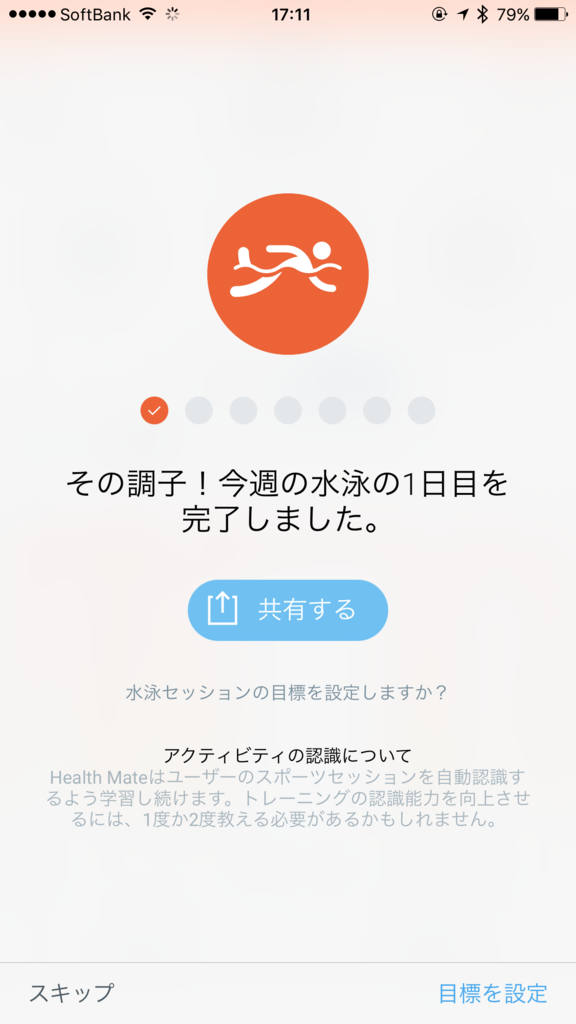 SoftBank 17:11 79%
その調子！今週の水泳の1日目を
完了しました。
共有する
水泳セッションの目標を設定しますか？
アクティビティの認識について
Health Mateはユーザーのスポーツセッションを自動認識す
るよう学習し続けます。トレーニングの認識能力を向上させ
るには、1度か2度教える必要があるかもしれません。
スキップ 目標を設定